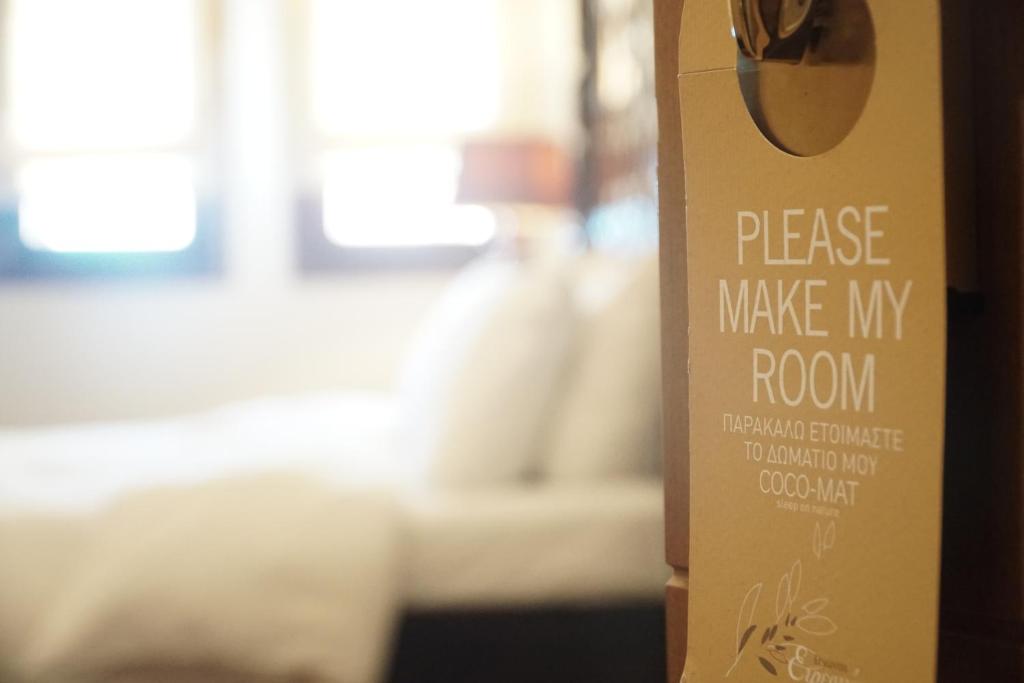 PLEASE
MAKE MY
ROOM
ΠΑΡΑΚΑΛΩ ΕΤΟΙΜΑΣΤΕ
ΤΟ ΔΩΜΑΤΙΟ ΜΟΥ
COCO-MAT
sleep on nature